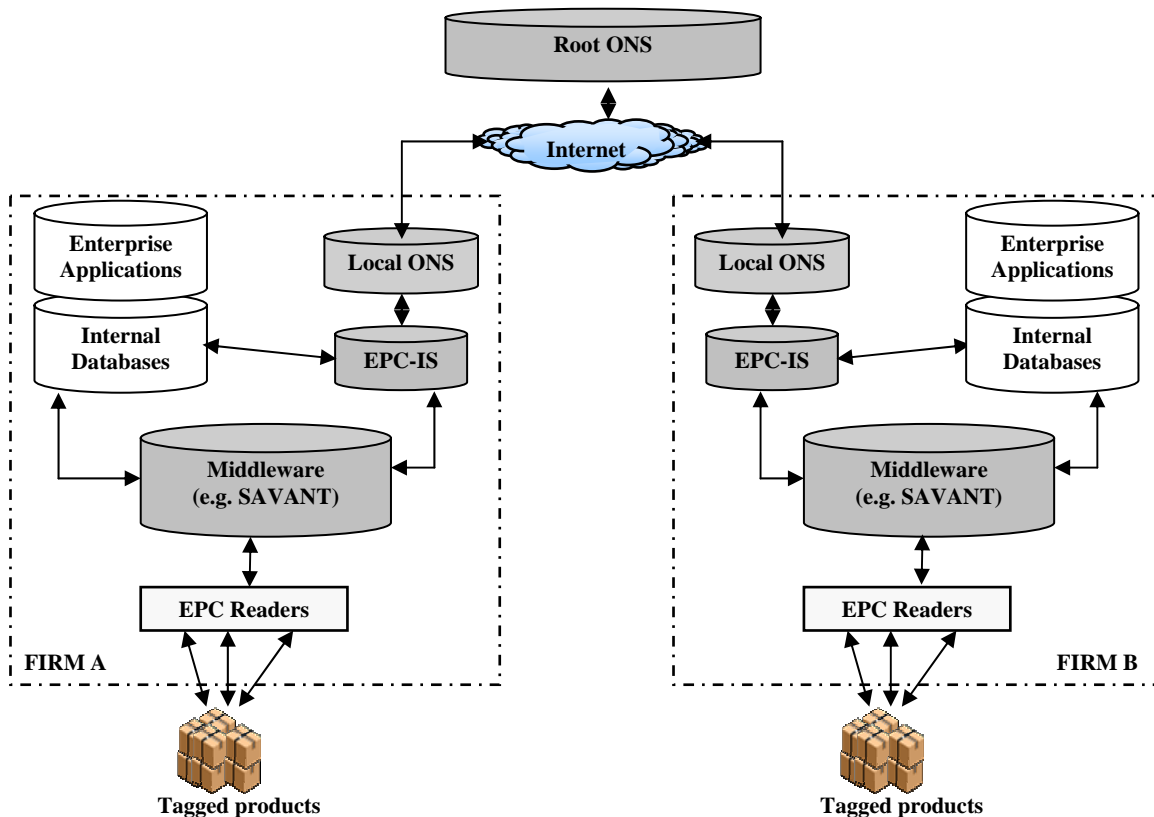 Root ONS
Internet
Enterprise
Applications
Local ONS
Internal
Databases
EPC-IS
Middleware
(e.g. SAVANT)
EPC Readers
FIRM A
Tagged products
Local ONS
Enterprise
Applications
EPC-IS
Internal
Databases
Middleware
(e.g. SAVANT)
EPC Readers
FIRM B
Tagged products